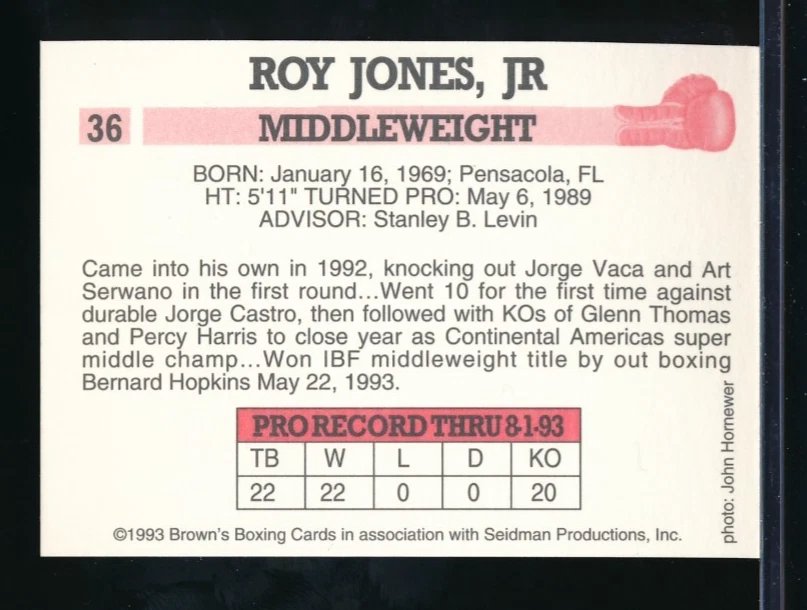 ROY JONES, JR
36 MIDDLEWEIGHT
BORN: January 16, 1969; Pensacola, FL
HT: 5'11" TURNED PRO: May 6, 1989
ADVISOR: Stanley B. Levin
Came into his own in 1992, knocking out Jorge Vaca and Art
Serwano in the first round...Went 10 for the first time against
durable Jorge Castro, then followed with KOs of Glenn Thomas
and Percy Harris to close year as Continental Americas super
middle champ...Won IBF middleweight title by out boxing
Bernard Hopkins May 22, 1993.
PRO RECORD THRU 8-1-93
TB W L D KO
22 22 0 0 20
photo: John Hornewer
©1993 Brown's Boxing Cards in association with Seidman Productions, Inc.